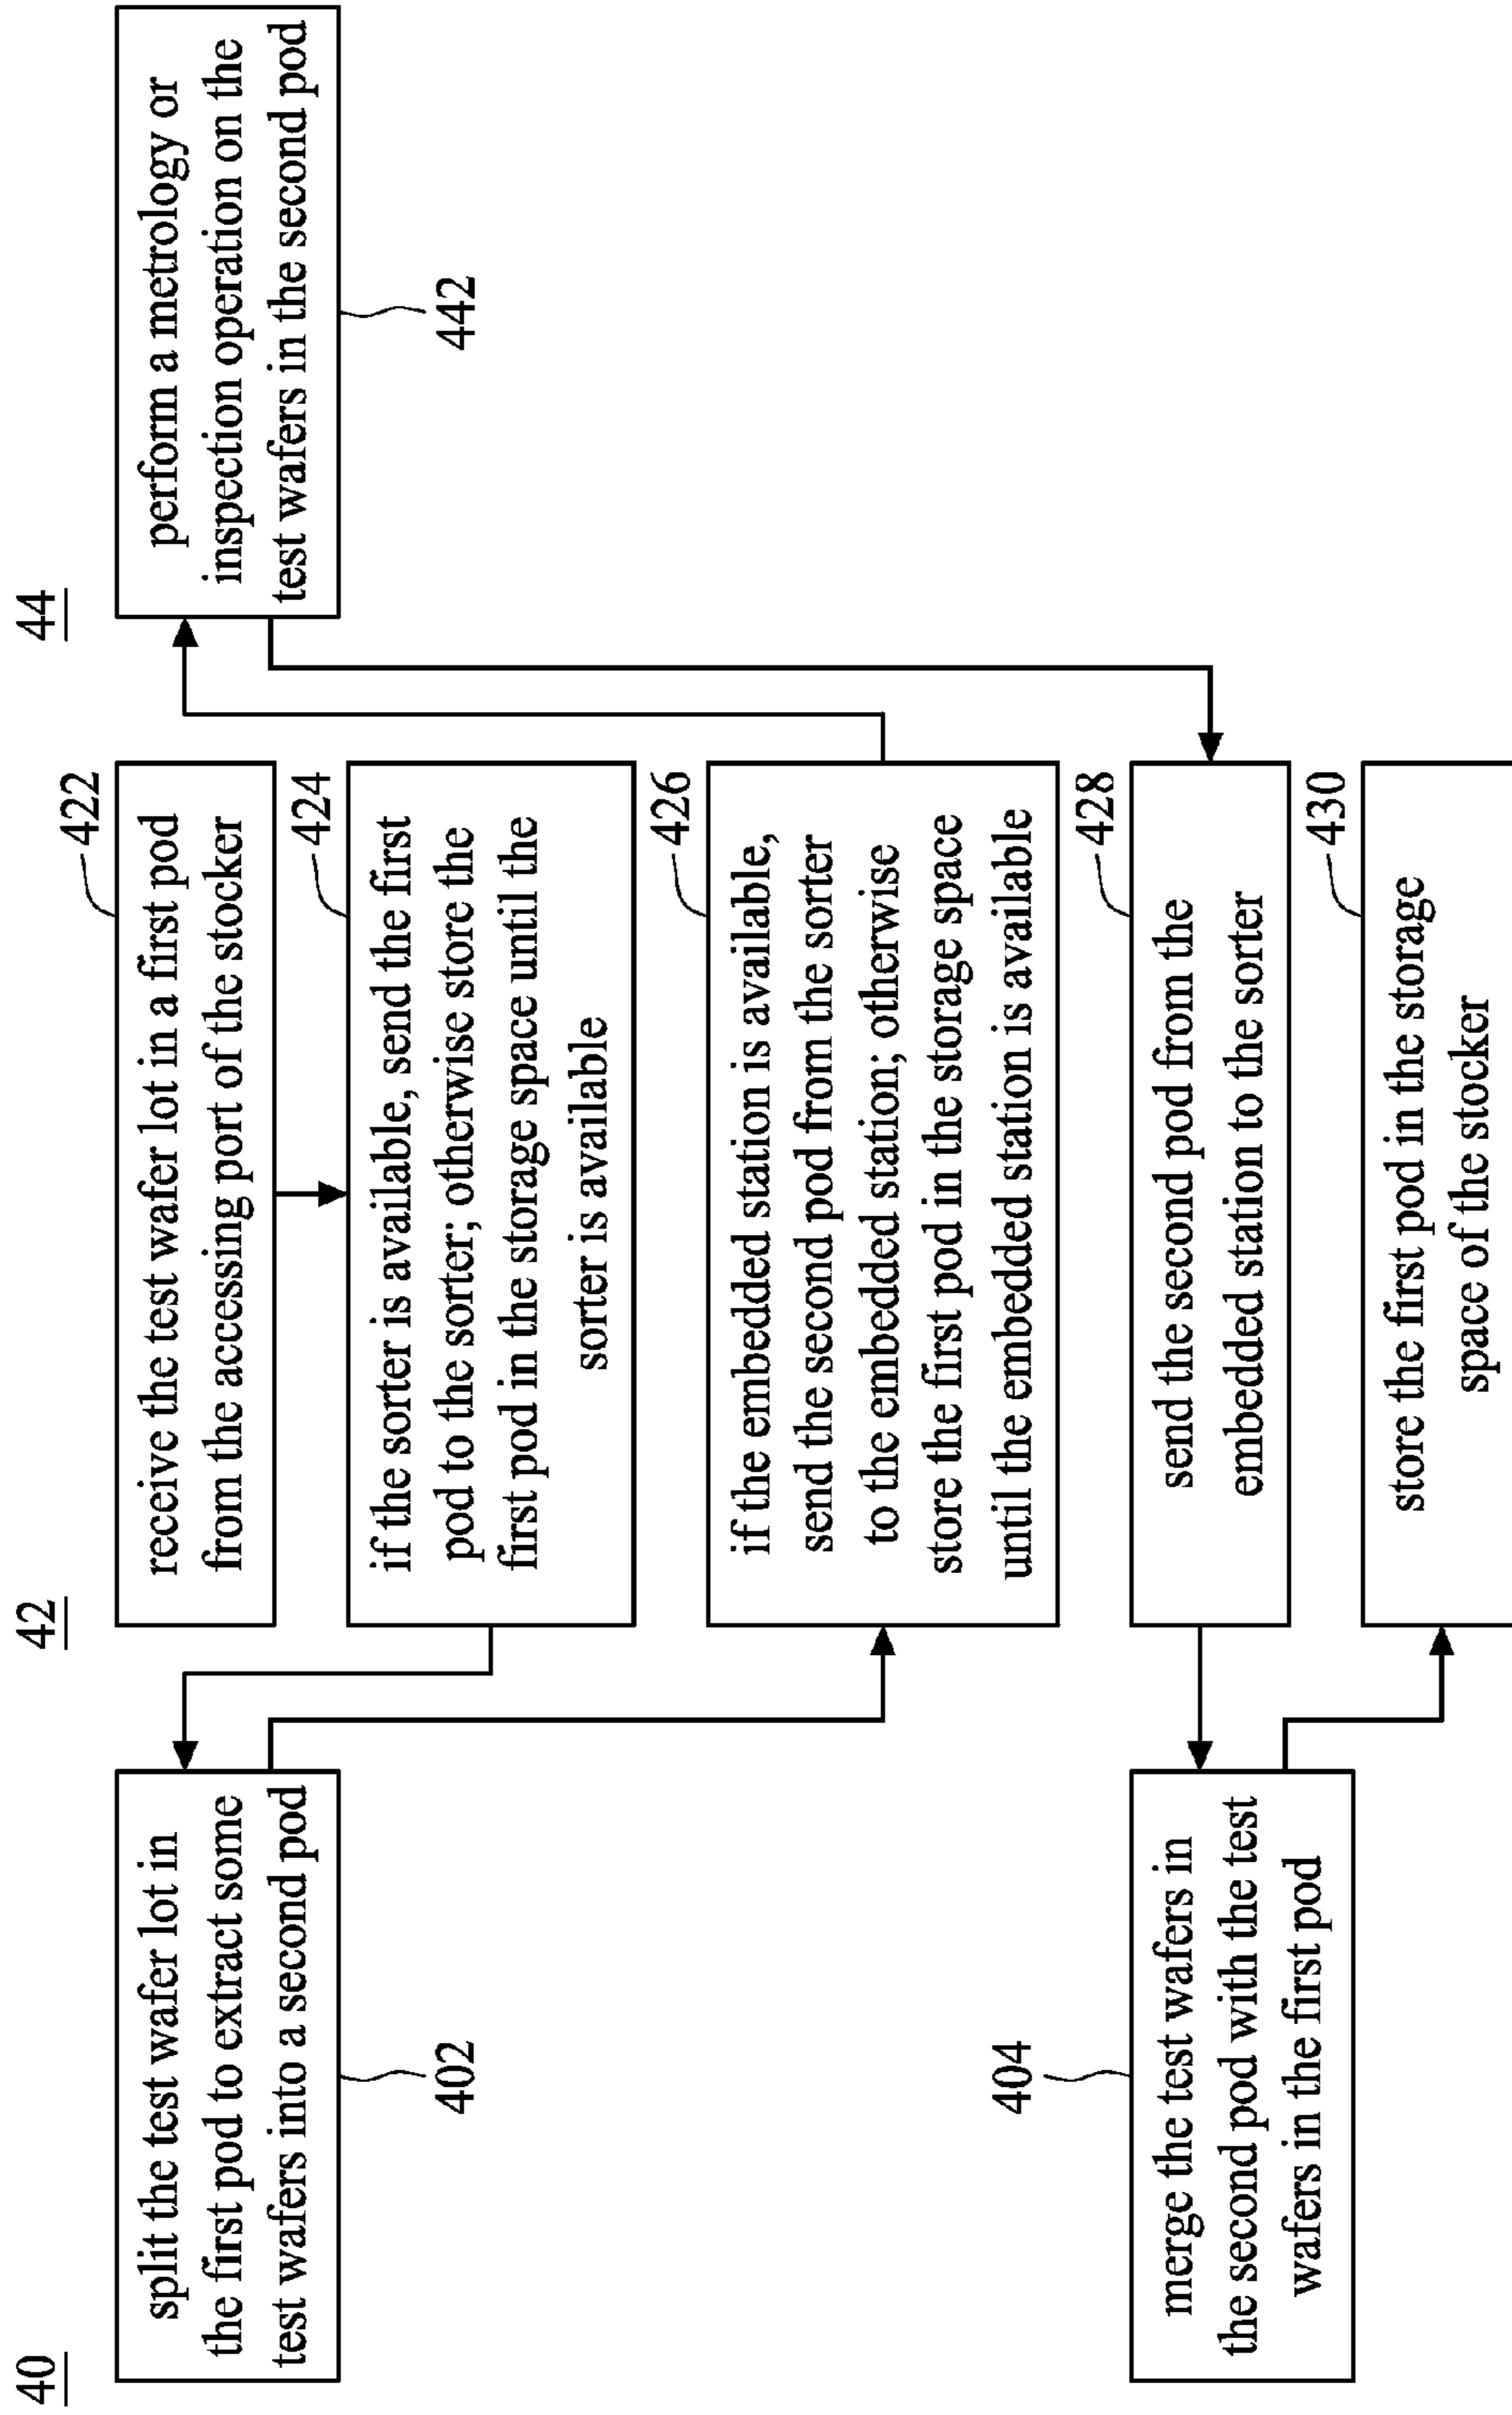 40
split the test wafer lot in
the first pod to extract some
test wafers into a second pod
402
404
merge the test wafers in
the second pod with the test
wafers in the first pod
42
422
receive the test wafer lot in a first pod
from the accessing port of the stocker
424
if the sorter is available, send the first
pod to the sorter; otherwise store the
first pod in the storage space until the
sorter is available
426
if the embedded station is available,
send the second pod from the sorter
to the embedded station; otherwise
store the first pod in the storage space
until the embedded station is available
428
send the second pod from the
embedded station to the sorter
430
store the first pod in the storage
space of the stocker
44
perform a metrology or
inspection operation on the
test wafers in the second pod
442